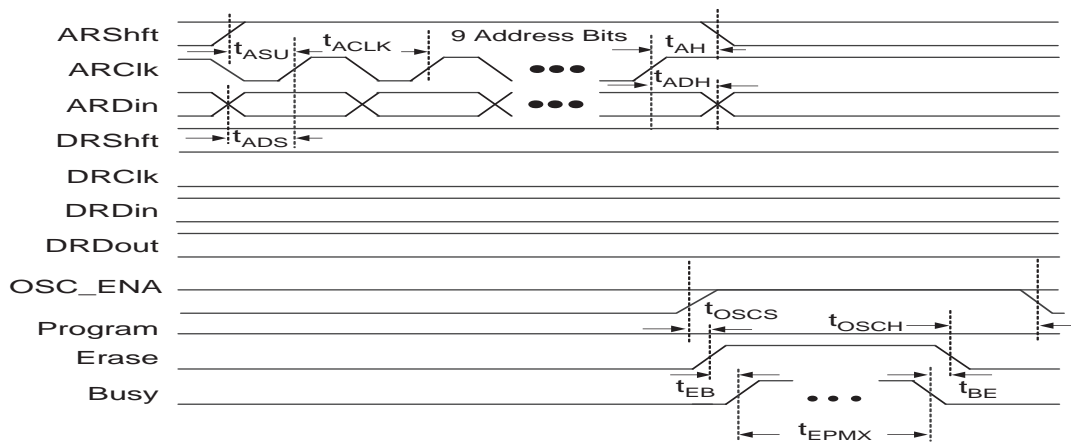 ARShft
tASU
tACLK
9 Address Bits
tAH
ARClk
tADH
ARDin
tADS
DRShft
DRClk
DRDin
DRDout
OSC_ENA
tOSCS
tOSCH
Program
Erase
tEB
tBE
Busy
tEPMX